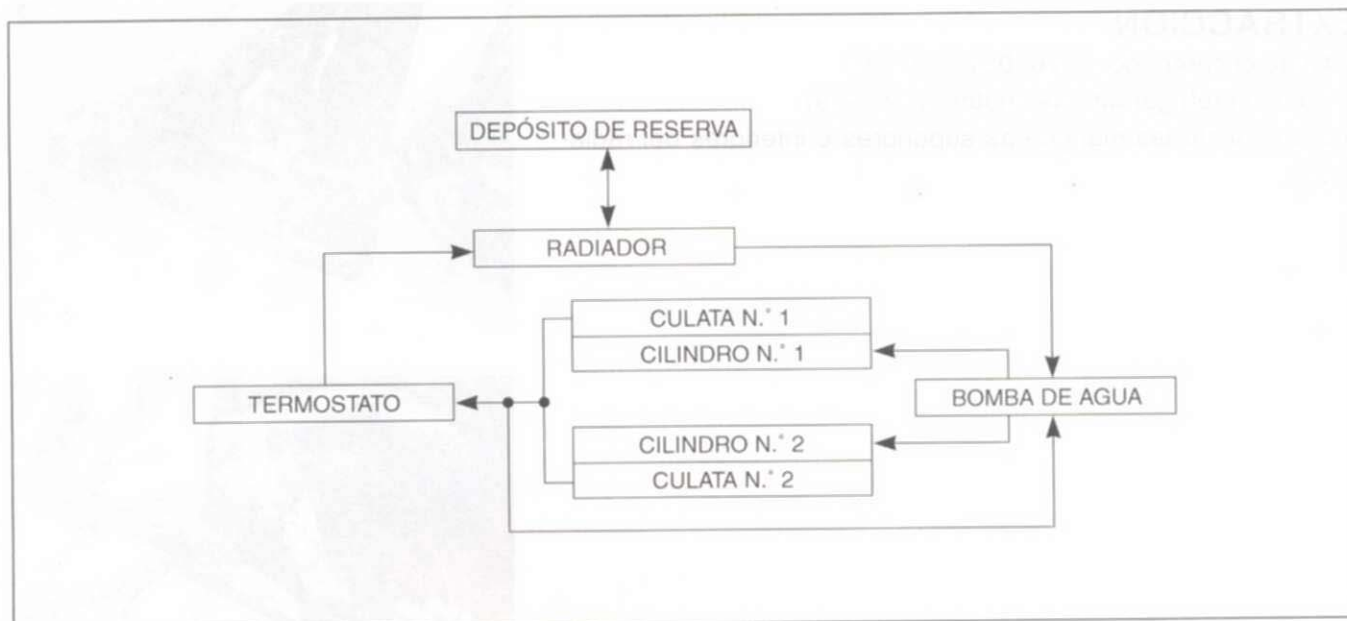 DEPÓSITO DE RESERVA
RADIADOR
CULATA N.° 1
CILINDRO N.° 1
TERMOSTATO
BOMBA DE AGUA
CILINDRO N.° 2
CULATA N.° 2